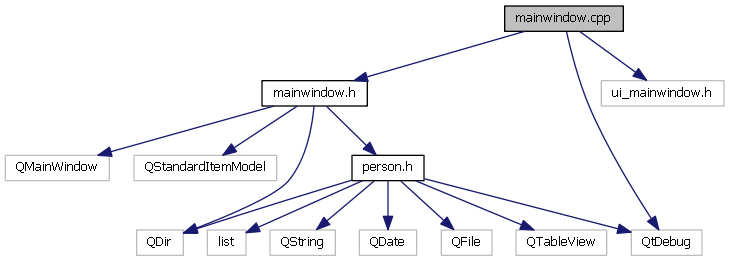 mainwindow.cpp
mainwindow.h
ui_mainwindow.h
QMainWindow
QStandardItemModel
person.h
QDir
list
QString
QDate
QFile
QTableView
QtDebug